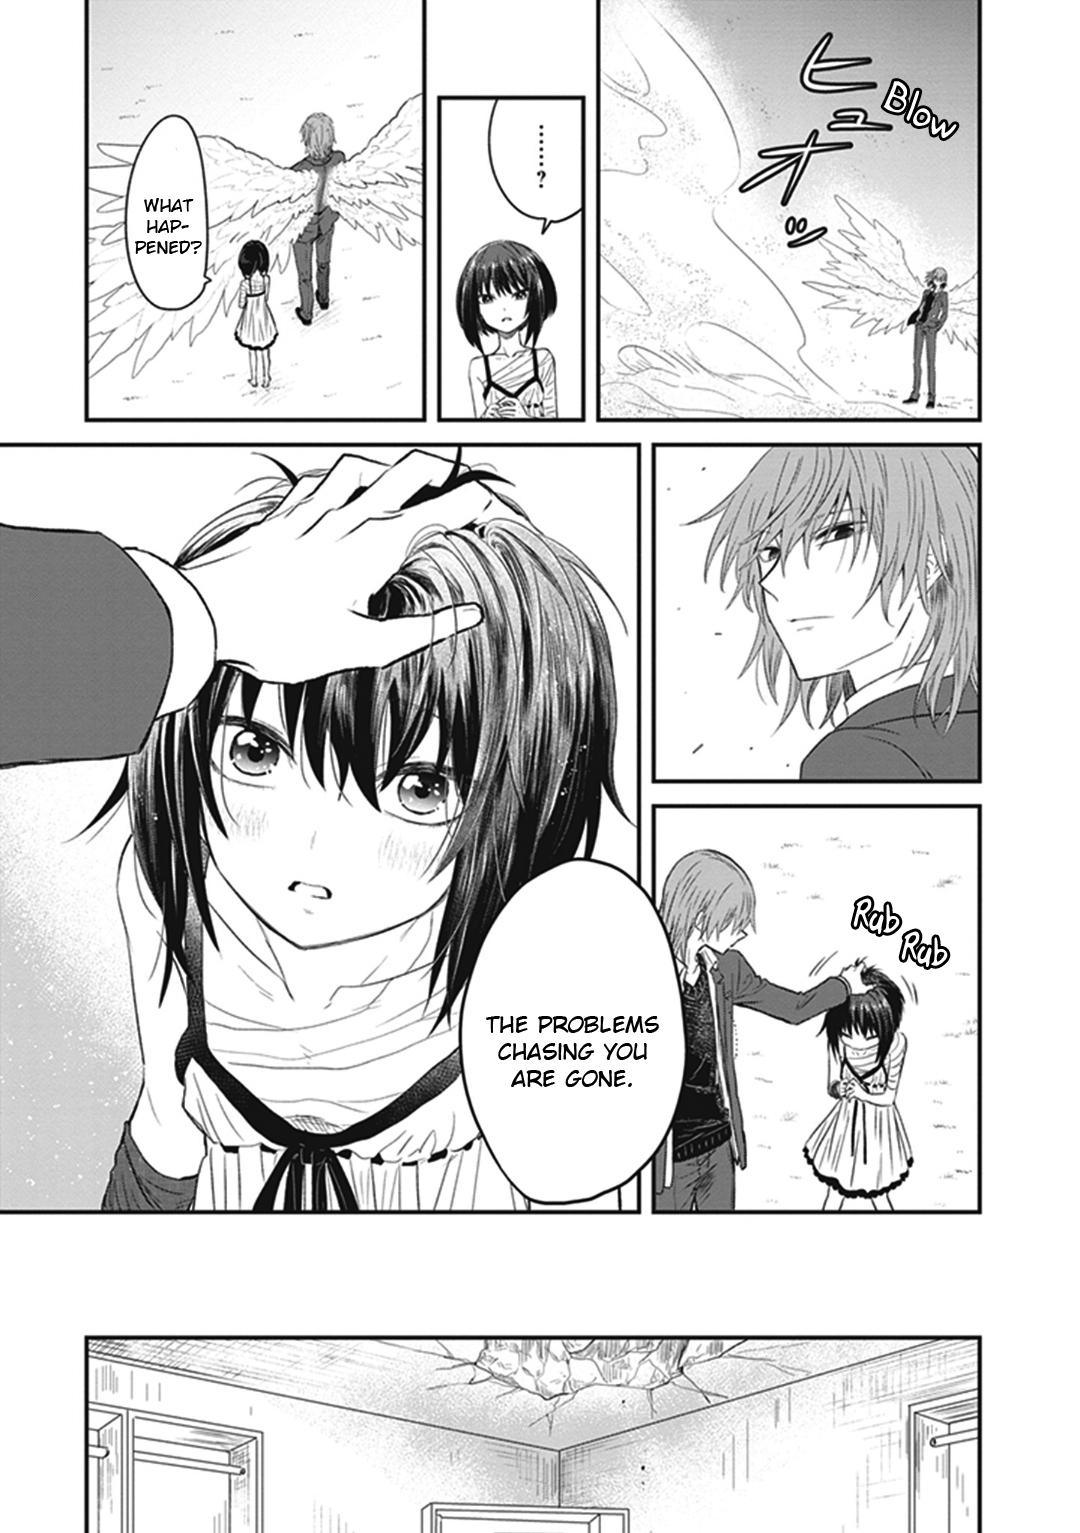 ヒュオッ
Blow
……?
WHAT
HAP-
PENED?
Rub
Rub
THE PROBLEMS
CHASING YOU
ARE GONE.